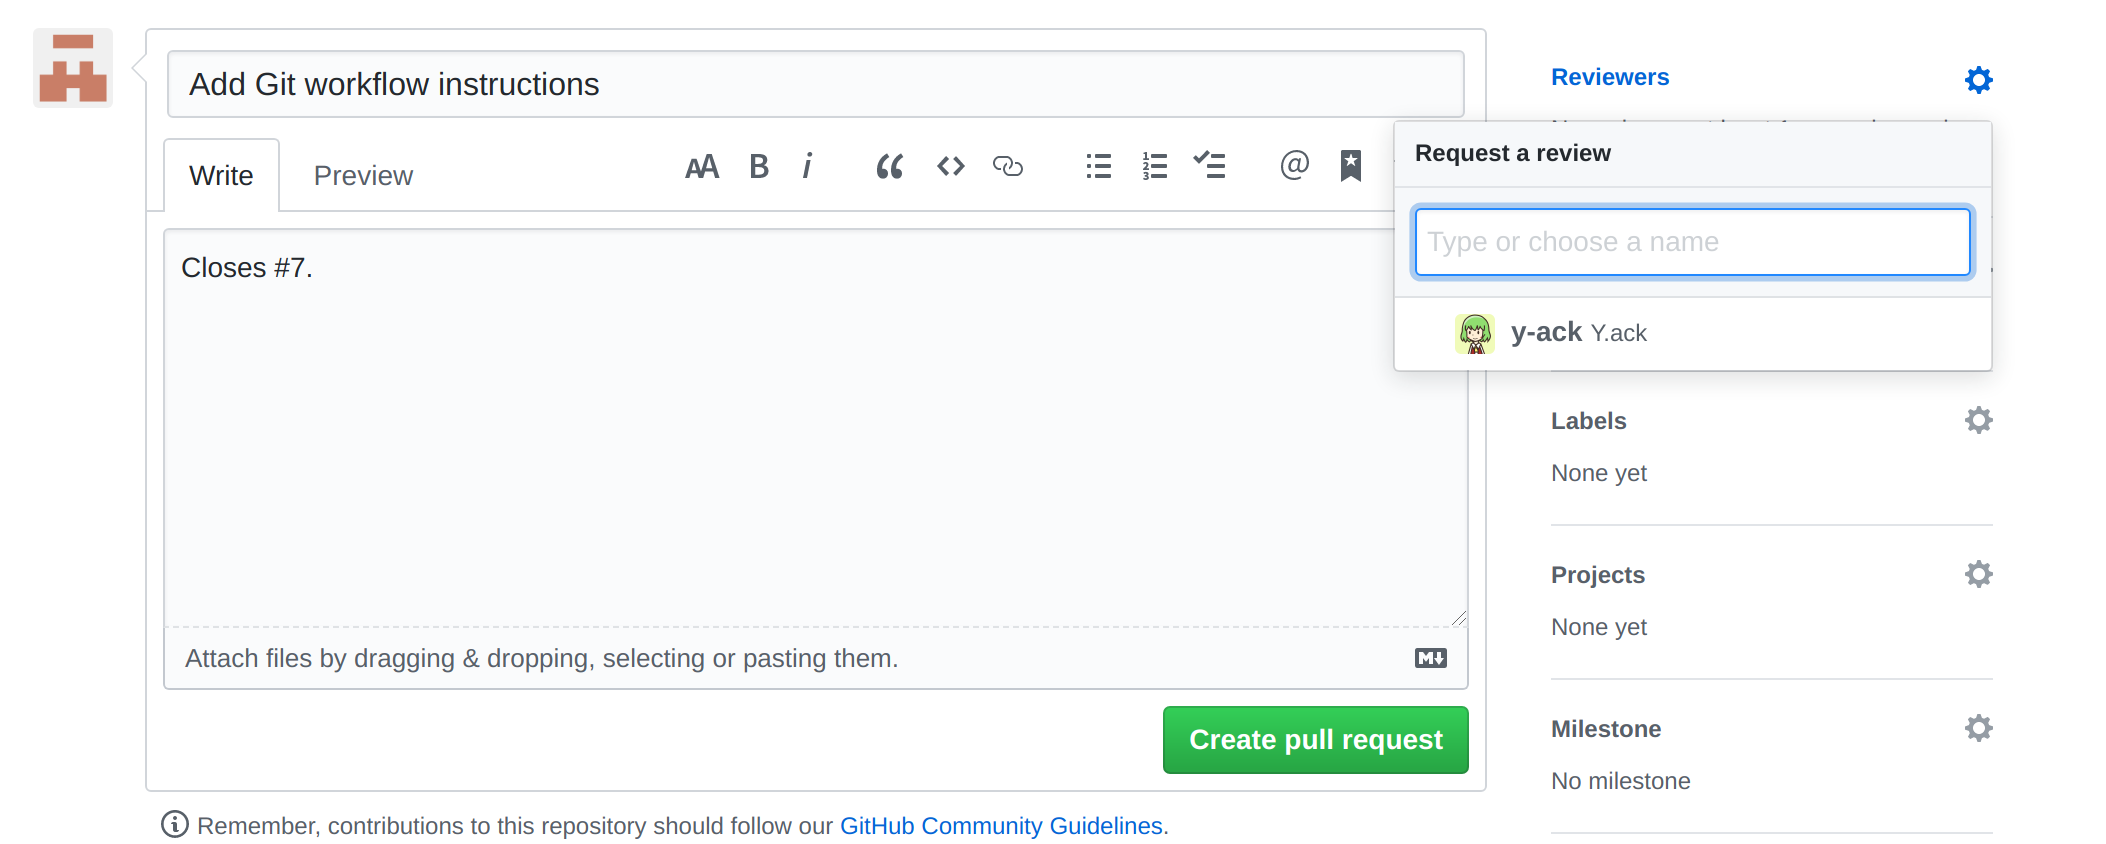 Add Git workflow instructions
Write
Preview
AA B i @
Closes #7.
Attach files by dragging & dropping, selecting or pasting them.
M
Create pull request
Remember, contributions to this repository should follow our GitHub Community Guidelines.
Reviewers
Request a review
Type or choose a name
y-ack Y.ack
Labels
None yet
Projects
None yet
Milestone
No milestone